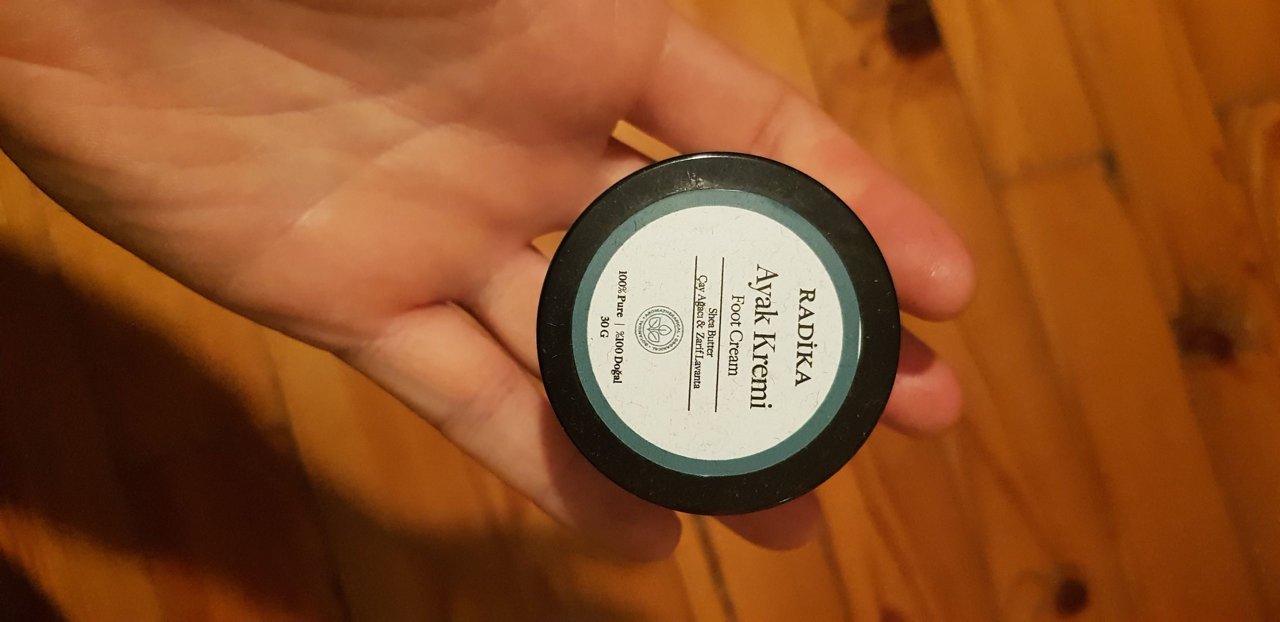 RADİKA
Ayak Kremi
Foot Cream
Shea Butter
Çay Ağacı & Zarif Lavanta
100% Pure | %100 Doğal
30 G